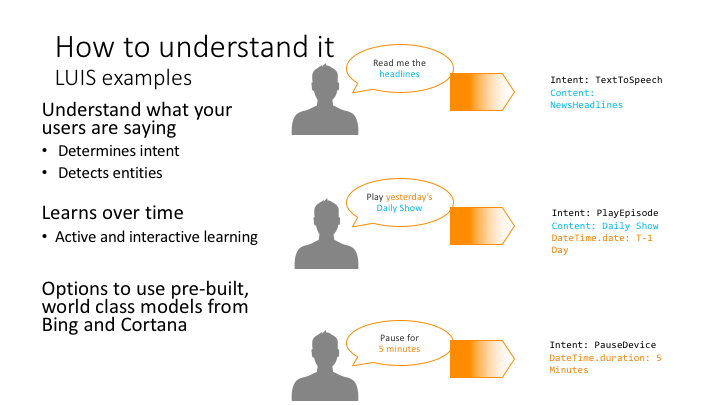 How to understand it
LUIS examples
Understand what your
users are saying
• Determines intent
• Detects entities
Learns over time
• Active and interactive learning
Options to use pre-built,
world class models from
Bing and Cortana
Read me the
headlines
Intent: TextToSpeech
Content:
NewsHeadlines
Play yesterday's
Daily Show
Intent: PlayEpisode
Content: Daily Show
DateTime.date: T-1
Day
Pause for
5 minutes
Intent: PauseDevice
DateTime.duration: 5
Minutes